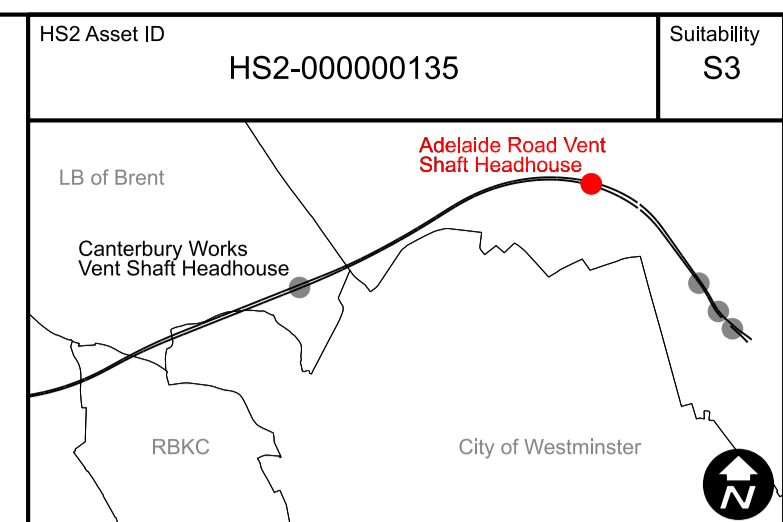 HS2 Asset ID
HS2-000000135
Suitability
S3
Adelaide Road Vent
Shaft Headhouse
LB of Brent
Canterbury Works
Vent Shaft Headhouse
RBKC
City of Westminster
N